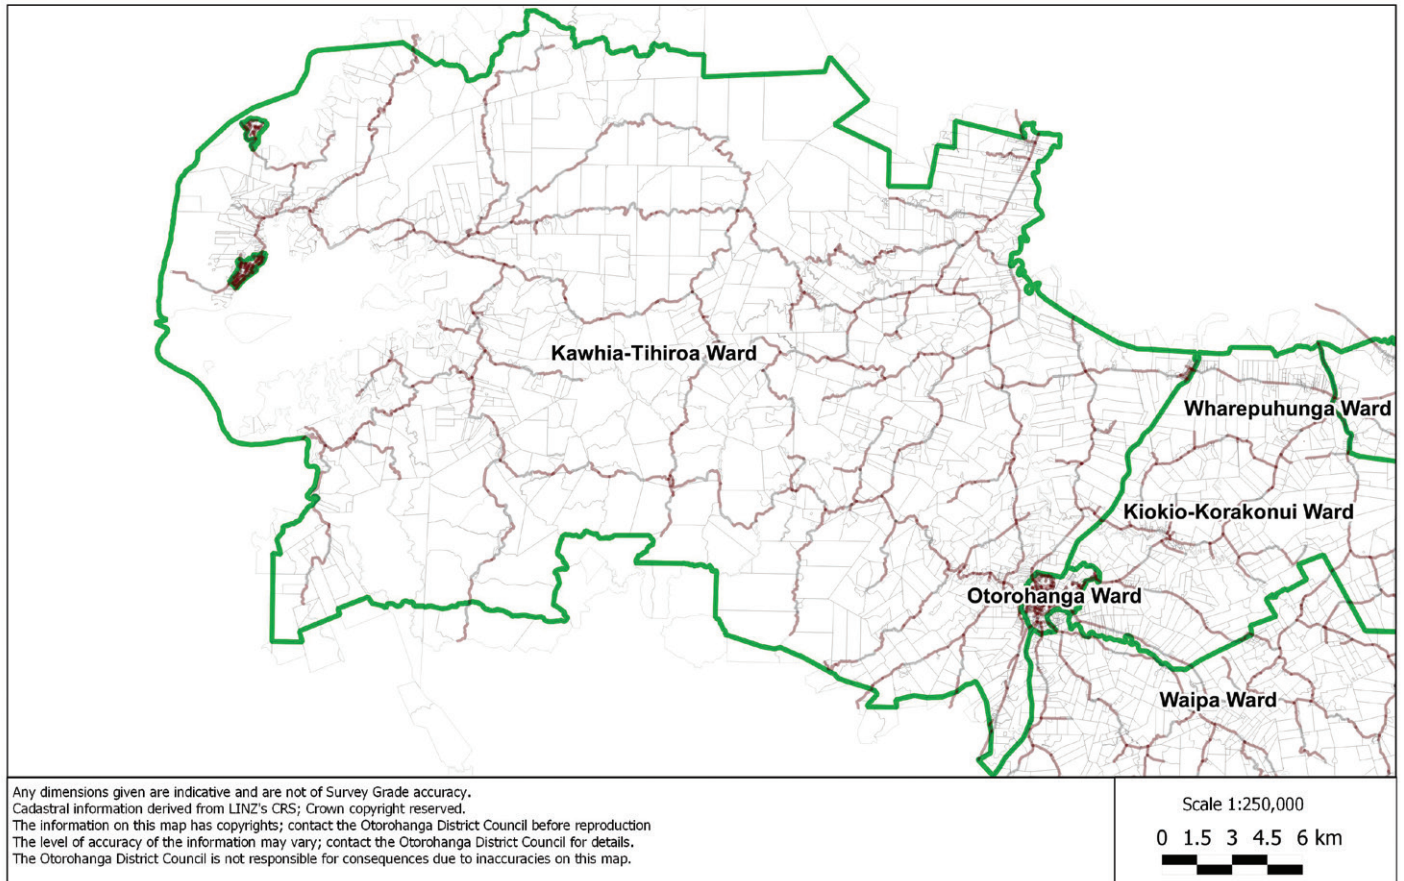 Kawhia-Tihiroa Ward
Wharepuhunga Ward
Kiokio-Korakonui Ward
Otorohanga Ward
Waipa Ward
Any dimensions given are indicative and are not of Survey Grade accuracy.
Cadastral information derived from LINZ's CRS; Crown copyright reserved.
The information on this map has copyrights; contact the Otorohanga District Council before reproduction
The level of accuracy of the information may vary; contact the Otorohanga District Council for details.
The Otorohanga District Council is not responsible for consequences due to inaccuracies on this map.
Scale 1:250,000
0 1.5 3 4.5 6 km